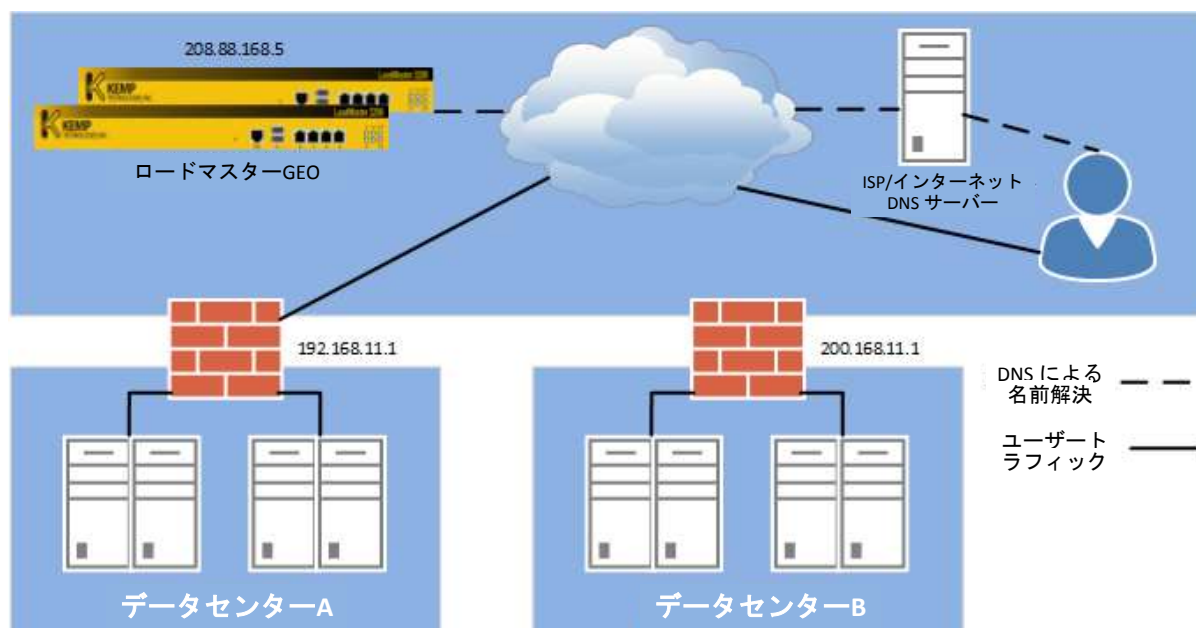 208.88.168.5
KEMP
KEMP
ロードマスターGEO
ISP/インターネット
DNS サーバー
192.168.11.1
200.168.11.1
DNS による
名前解決
ユーザート
ラフィック
データセンターA
データセンターB